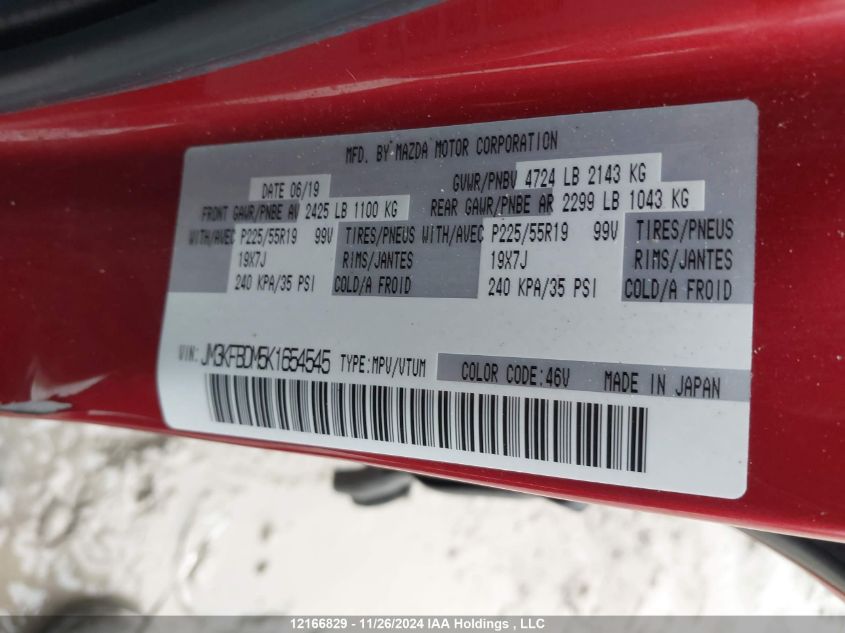 MFD. BY MAZDA MOTOR CORPORATION
DATE 06/19 GVWR/PNBV 4724 LB 2143 KG
FRONT GAWR/PNBE AV 2425 LB 1100 KG REAR GAWR/PNBE AR 2299 LB 1043 KG
WITH/AVEC P225/55R19 99V TIRES/PNEUS WITH/AVEC P225/55R19 99V TIRES/PNEUS
19X7J RIMS/JANTES 19X7J RIMS/JANTES
240 KPA/35 PSI COLD/A FROID 240 KPA/35 PSI COLD/A FROID
VIN: JM3KFBDM5K1654545 TYPE:MPV/VTUM COLOR CODE:46V MADE IN JAPAN
12166829 - 11/26/2024 IAA Holdings , LLC